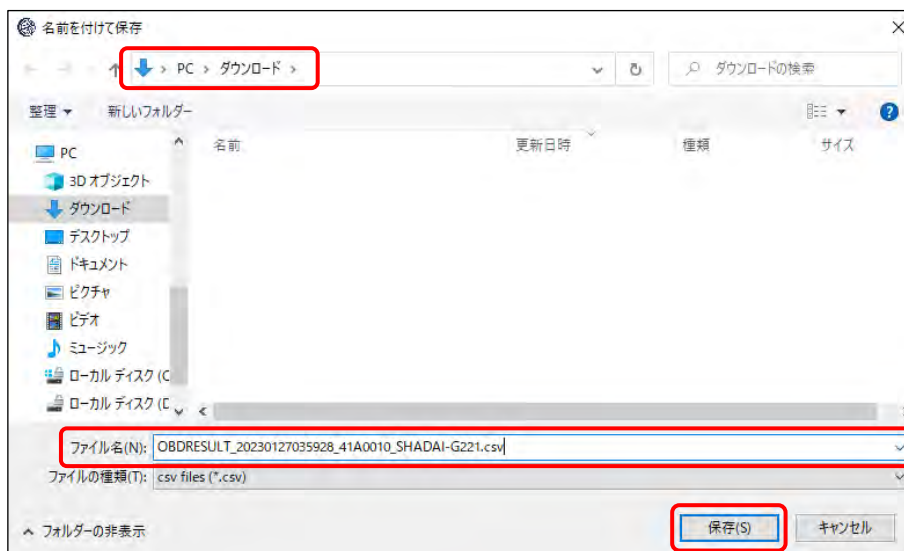 名前を付けて保存
PC › ダウンロード ›
ダウンロードの検索
整理 新しいフォルダー
名前 更新日時 種類 サイズ
PC
3D オブジェクト
ダウンロード
デスクトップ
ドキュメント
ピクチャ
ビデオ
ミュージック
ローカル ディスク (C
ローカル ディスク (D
ファイル名(N): OBDRESULT_20230127035928_41A0010_SHADAI-G221.csv
ファイルの種類(T): csv files (*.csv)
フォルダーの非表示 保存(S) キャンセル